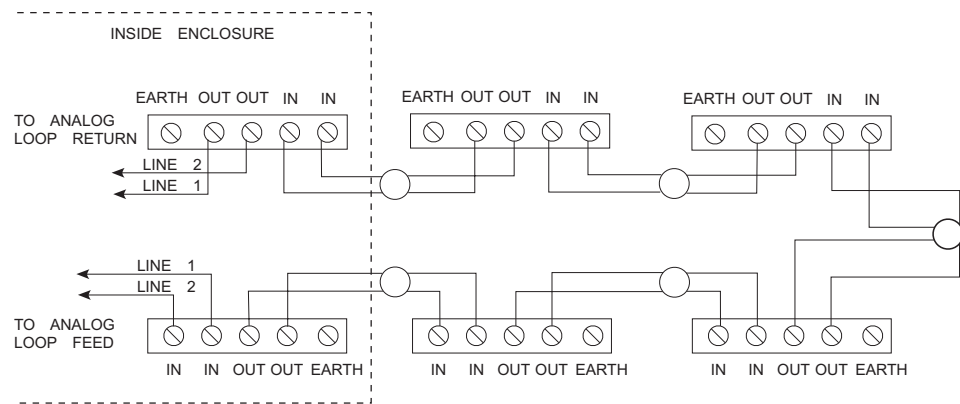 INSIDE ENCLOSURE
EARTH OUT OUT IN IN
EARTH OUT OUT IN IN
EARTH OUT OUT IN IN
TO ANALOG
LOOP RETURN
LINE 2
LINE 1
LINE 1
LINE 2
TO ANALOG
LOOP FEED
IN IN OUT OUT EARTH
IN IN OUT OUT EARTH
IN IN OUT OUT EARTH